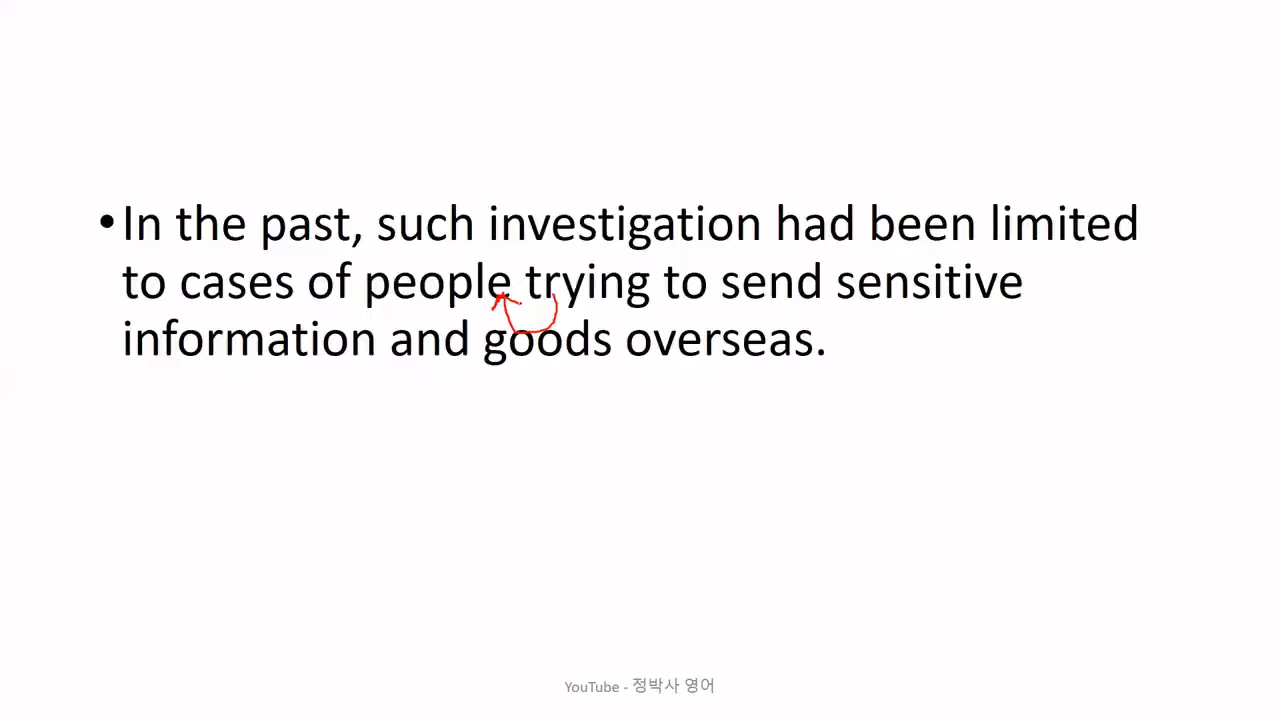 •In the past, such investigation had been limited
to cases of people trying to send sensitive
information and goods overseas.
YouTube - 정박사 영어